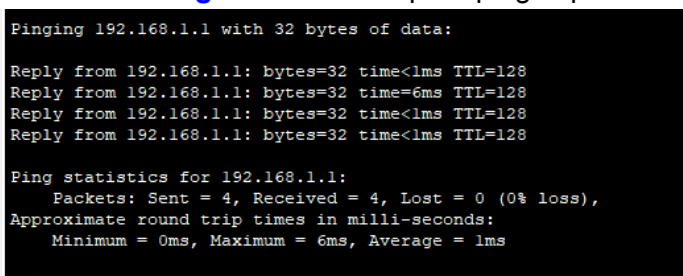 Pinging 192.168.1.1 with 32 bytes of data:
Reply from 192.168.1.1: bytes=32 time<1ms TTL=128
Reply from 192.168.1.1: bytes=32 time=6ms TTL=128
Reply from 192.168.1.1: bytes=32 time<1ms TTL=128
Reply from 192.168.1.1: bytes=32 time<1ms TTL=128
Ping statistics for 192.168.1.1:
Packets: Sent = 4, Received = 4, Lost = 0 (0% loss),
Approximate round trip times in milli-seconds:
Minimum = 0ms, Maximum = 6ms, Average = 1ms